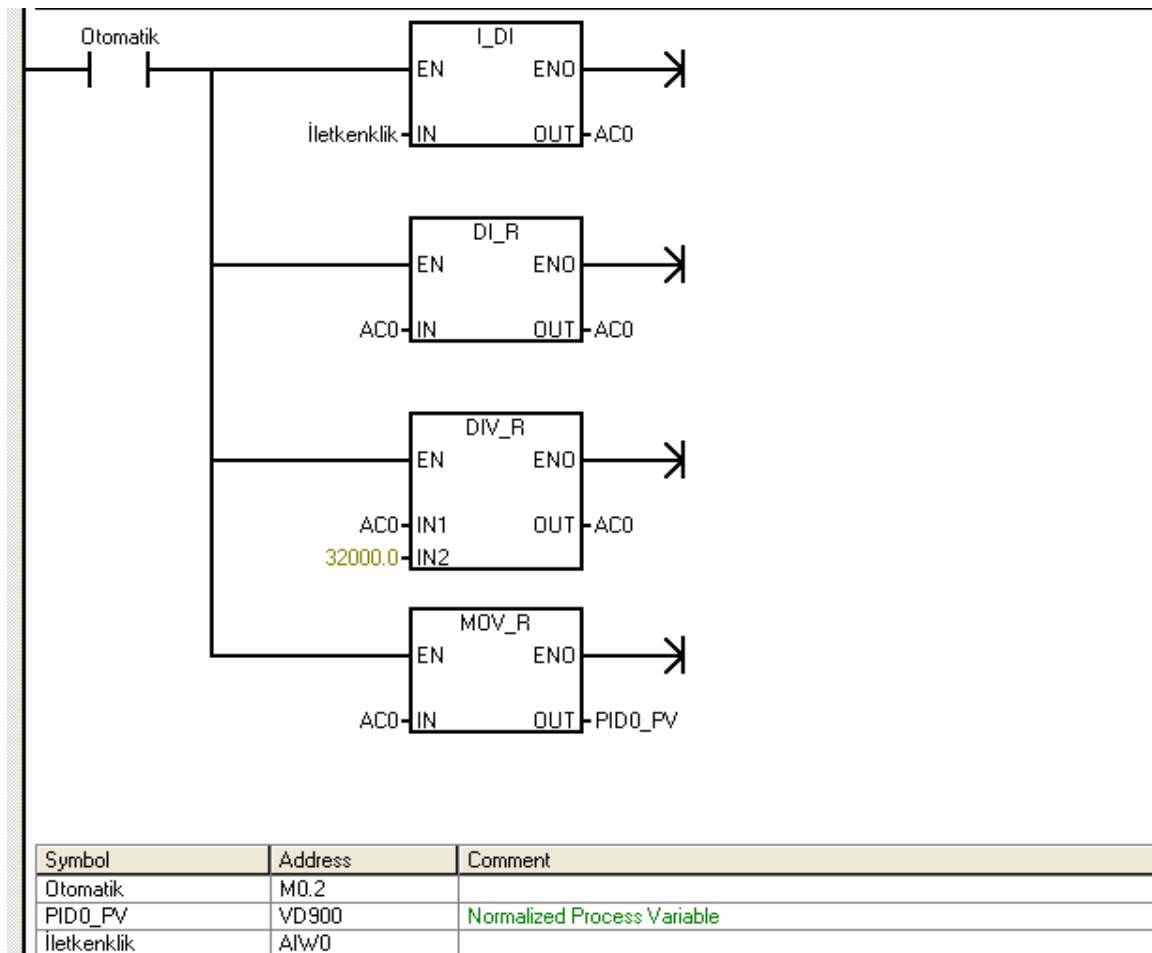 Otomatik
I_DI
EN ENO
İletkenklik IN OUT AC0
DI_R
EN ENO
AC0 IN OUT AC0
DIV_R
EN ENO
AC0 IN1 OUT AC0
32000.0 IN2
MOV_R
EN ENO
AC0 IN OUT PID0_PV
Symbol Address Comment
Otomatik M0.2
PID0_PV VD900 Normalized Process Variable
İletkenklik AIW0